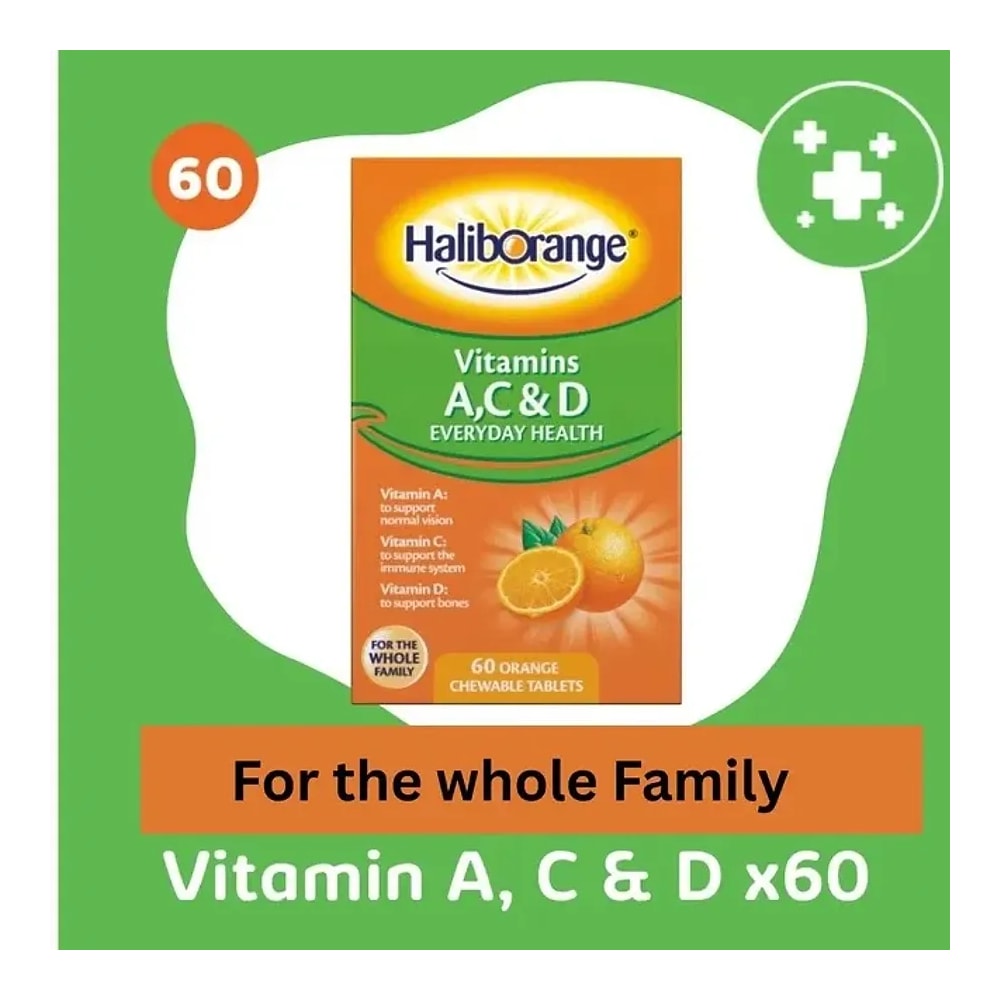 60
HalibOrange®
Vitamins
A,C & D
EVERYDAY HEALTH
Vitamin A:
to support
normal vision
Vitamin C:
to support the
immune system
Vitamin D:
to support bones
FOR THE
WHOLE
FAMILY
60 ORANGE
CHEWABLE TABLETS
For the whole Family
Vitamin A, C & D x60